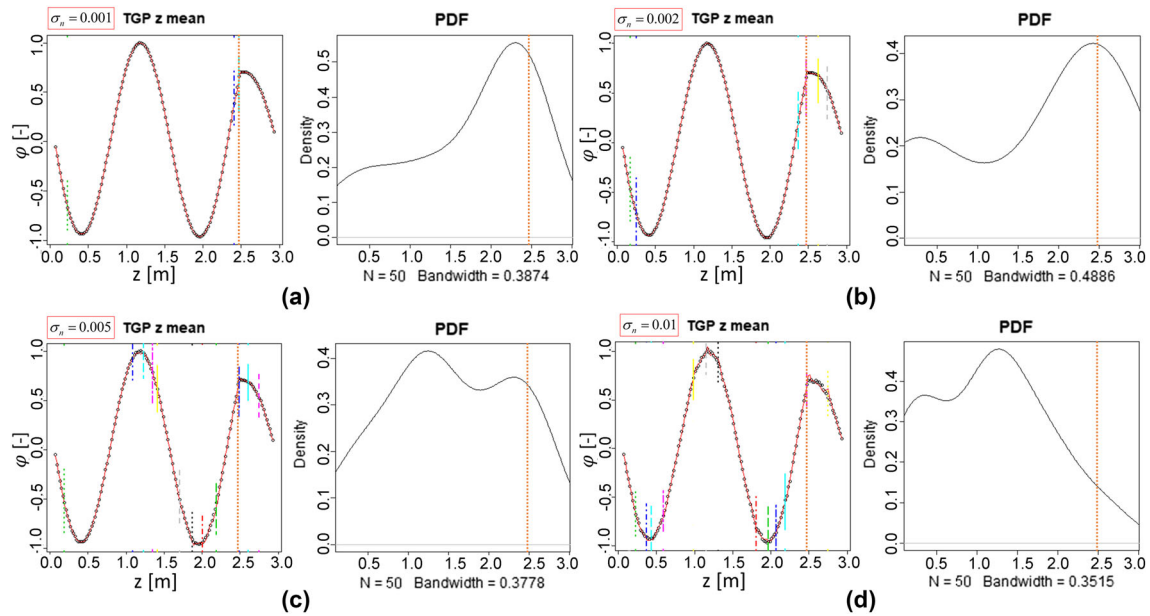 σn = 0.001 TGP z mean
PDF
φ [-]
1.0
0.5
0.0
-0.5
-1.0
0.0 0.5 1.0 1.5 2.0 2.5 3.0
z [m]
Density
0.5
0.4
0.3
0.2
0.1
0.0
0.0 0.5 1.0 1.5 2.0 2.5 3.0
N = 50 Bandwidth = 0.3874
(a)
σn = 0.002 TGP z mean
PDF
φ [-]
1.0
0.5
0.0
-0.5
-1.0
0.0 0.5 1.0 1.5 2.0 2.5 3.0
z [m]
Density
0.4
0.3
0.2
0.1
0.0
0.0 0.5 1.0 1.5 2.0 2.5 3.0
N = 50 Bandwidth = 0.4886
(b)
σn = 0.005 TGP z mean
PDF
φ [-]
1.0
0.5
0.0
-0.5
-1.0
0.0 0.5 1.0 1.5 2.0 2.5 3.0
z [m]
Density
0.4
0.3
0.2
0.1
0.0
0.0 0.5 1.0 1.5 2.0 2.5 3.0
N = 50 Bandwidth = 0.3778
(c)
σn = 0.01 TGP z mean
PDF
φ [-]
1.0
0.5
0.0
-0.5
-1.0
0.0 0.5 1.0 1.5 2.0 2.5 3.0
z [m]
Density
0.4
0.3
0.2
0.1
0.0
0.0 0.5 1.0 1.5 2.0 2.5 3.0
N = 50 Bandwidth = 0.3515
(d)